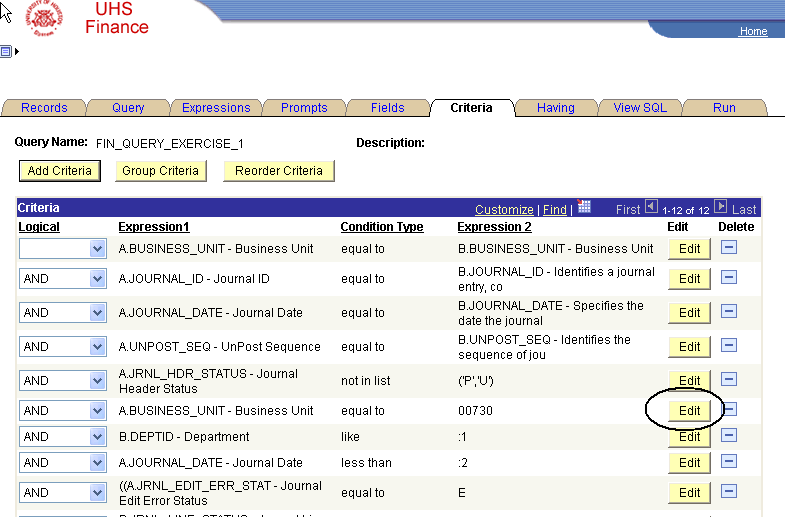 UHS
Finance
Home
Records Query Expressions Prompts Fields Criteria Having View SQL Run
Query Name: FIN_QUERY_EXERCISE_1 Description:
Add Criteria Group Criteria Reorder Criteria
Criteria Customize | Find | First 1-12 of 12 Last
Logical Expression1 Condition Type Expression 2 Edit Delete
A.BUSINESS_UNIT - Business Unit equal to B.BUSINESS_UNIT - Business Unit Edit
AND A.JOURNAL_ID - Journal ID equal to B.JOURNAL_ID - Identifies a journal
entry, co Edit
AND A.JOURNAL_DATE - Journal Date equal to B.JOURNAL_DATE - Specifies the
date the journal Edit
AND A.UNPOST_SEQ - UnPost Sequence equal to B.UNPOST_SEQ - Identifies the
sequence of jou Edit
AND A.JRNL_HDR_STATUS - Journal
Header Status not in list ('P','U') Edit
AND A.BUSINESS_UNIT - Business Unit equal to 00730 Edit
AND B.DEPTID - Department like :1 Edit
AND A.JOURNAL_DATE - Journal Date less than :2 Edit
AND ((A.JRNL_EDIT_ERR_STAT - Journal
Edit Error Status equal to E Edit